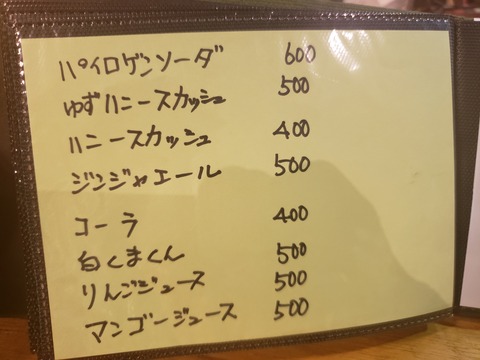 パイロゲンソーダ 600
ゆずハニースカッシュ 500
ハニースカッシュ 400
ジンジャエール 500
コーラ 400
白くまくん 500
りんごジュース 500
マンゴージュース 500